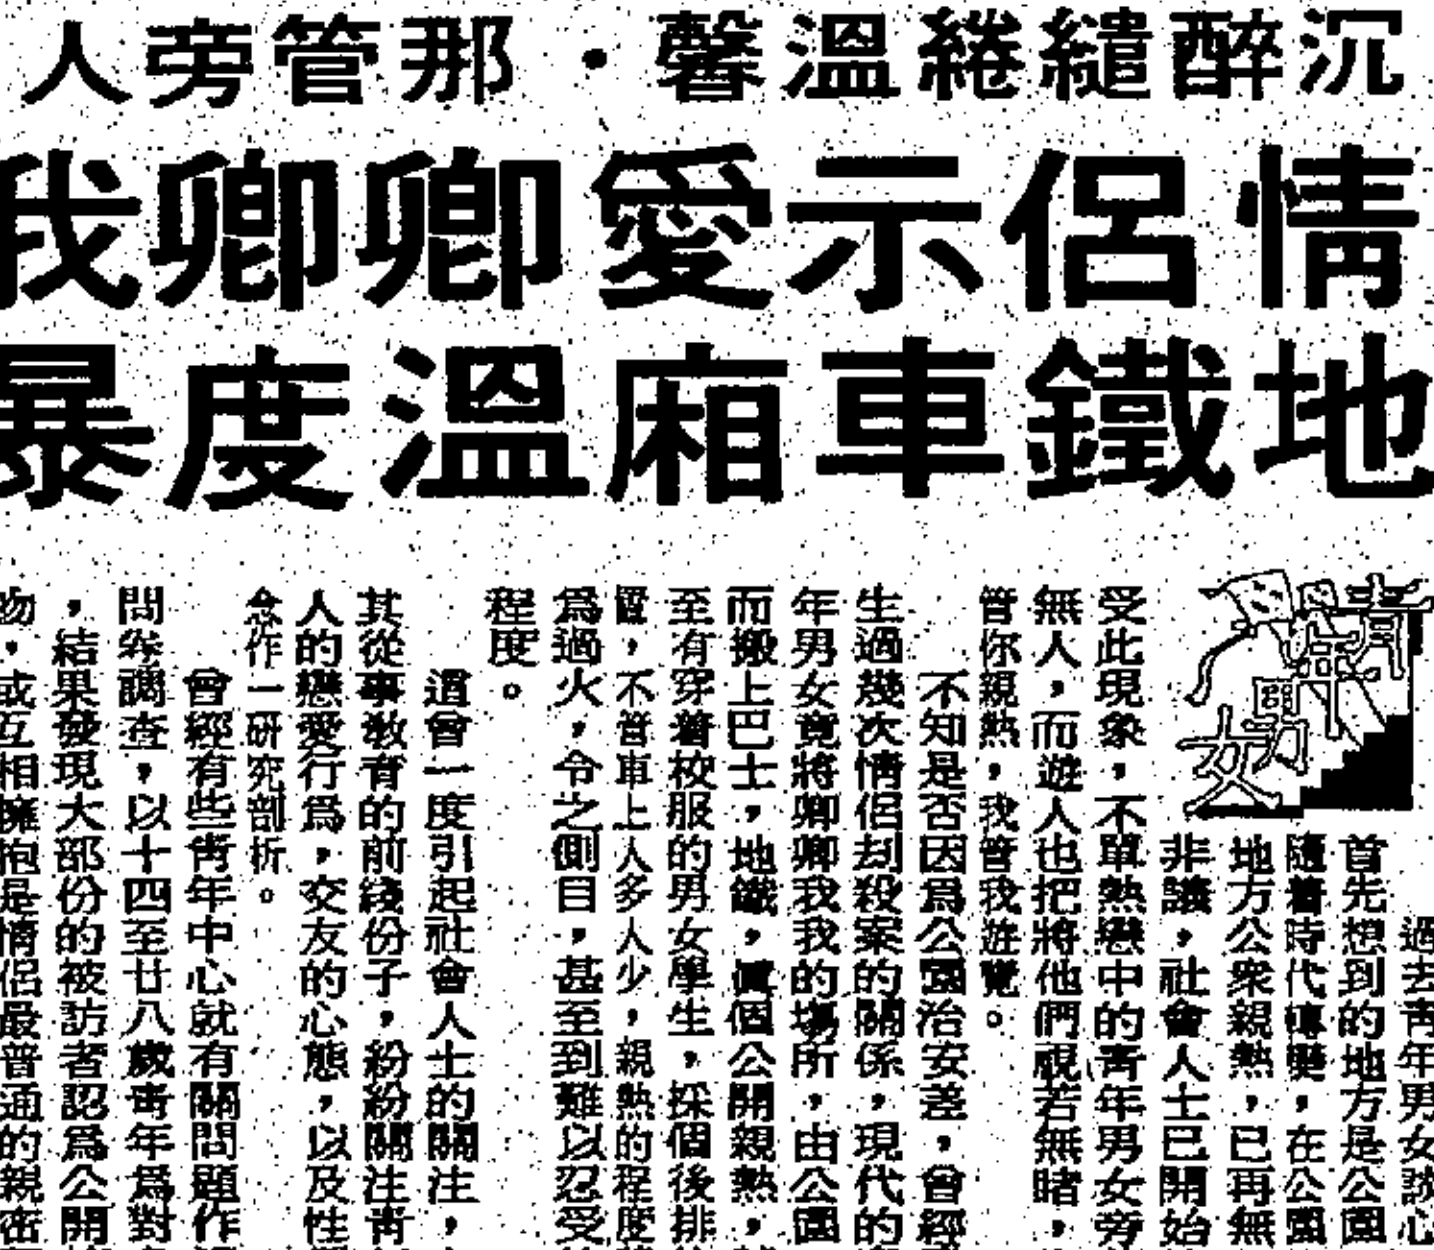 沉醉繾綣溫馨·那管旁人
情侶示愛卿卿我
地鐵車廂溫度暴
青年男女
過去青年男女談心
首先想到的地方是公園
隨着時代轉變，在公園
地方公衆親熱，已再無
非議，社會人士已開始
受此現象，不單熱戀中的青年男女旁
無人，而遊人也把將他們視若無睹，
管你親熱，我管我遊覽。
不知是否因爲公園治安差，曾經
生過幾次情侶刦殺案的關係，現代的
年男女竟將卿卿我我的場所，由公園
而搬上巴士，地鐵，真個公開親熱，
至有穿着校服的男女學生，採個後排
置，不管車上人多人少，親熱的程度
爲過火，令之側目，甚至到難以忍受
程度。
這曾一度引起社會人士的關注，
其從事教育的前綫份子，紛紛關注青
人的戀愛行爲，交友的心態，以及性
念作一研究剖析。
曾經有些青年中心就有關問題作
問卷調查，以十四至廿八歲青年爲對
，結果發現大部份的被訪者認爲公開
物，或互相擁抱是情侶最普通的親密